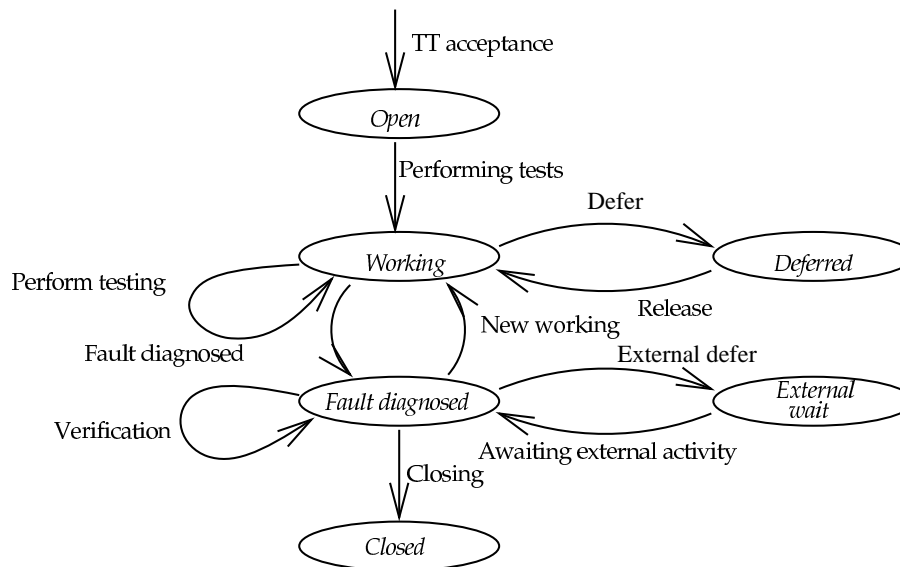 TT acceptance
Open
Performing tests
Defer
Working
Deferred
Perform testing
Release
New working
Fault diagnosed
External defer
Fault diagnosed
External
wait
Verification
Awaiting external activity
Closing
Closed